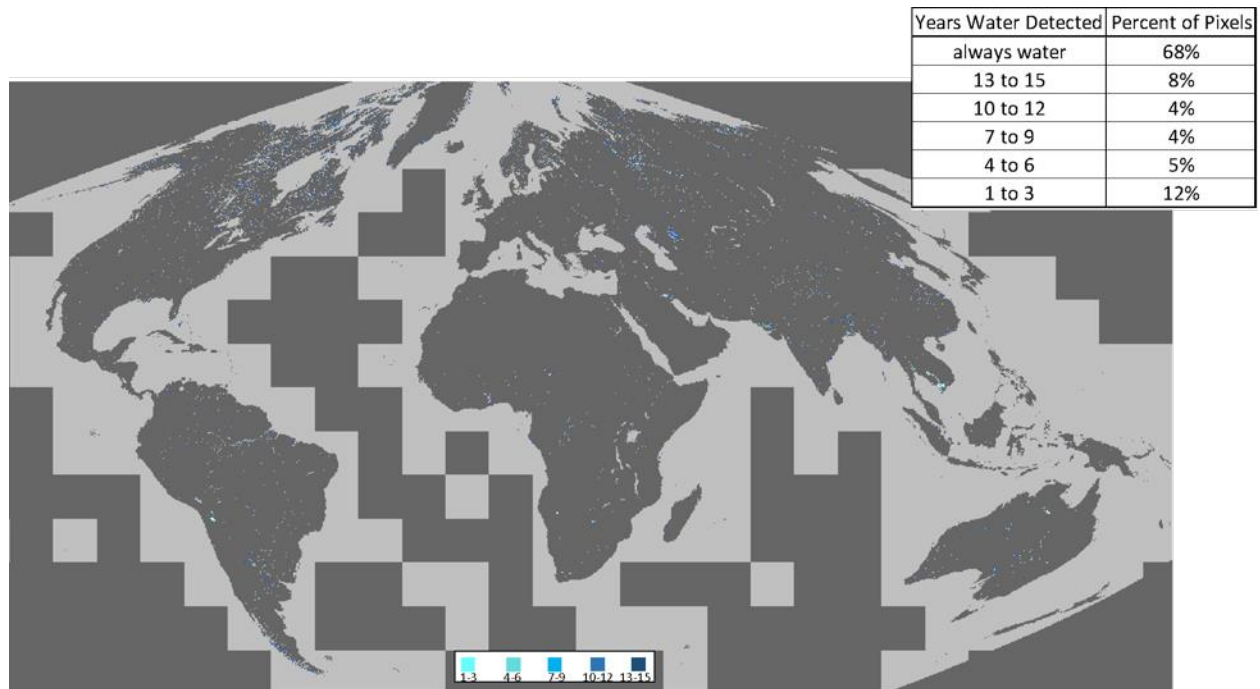 Years Water Detected Percent of Pixels
always water 68%
13 to 15 8%
10 to 12 4%
7 to 9 4%
4 to 6 5%
1 to 3 12%
1-3 4-6 7-9 10-12 13-15